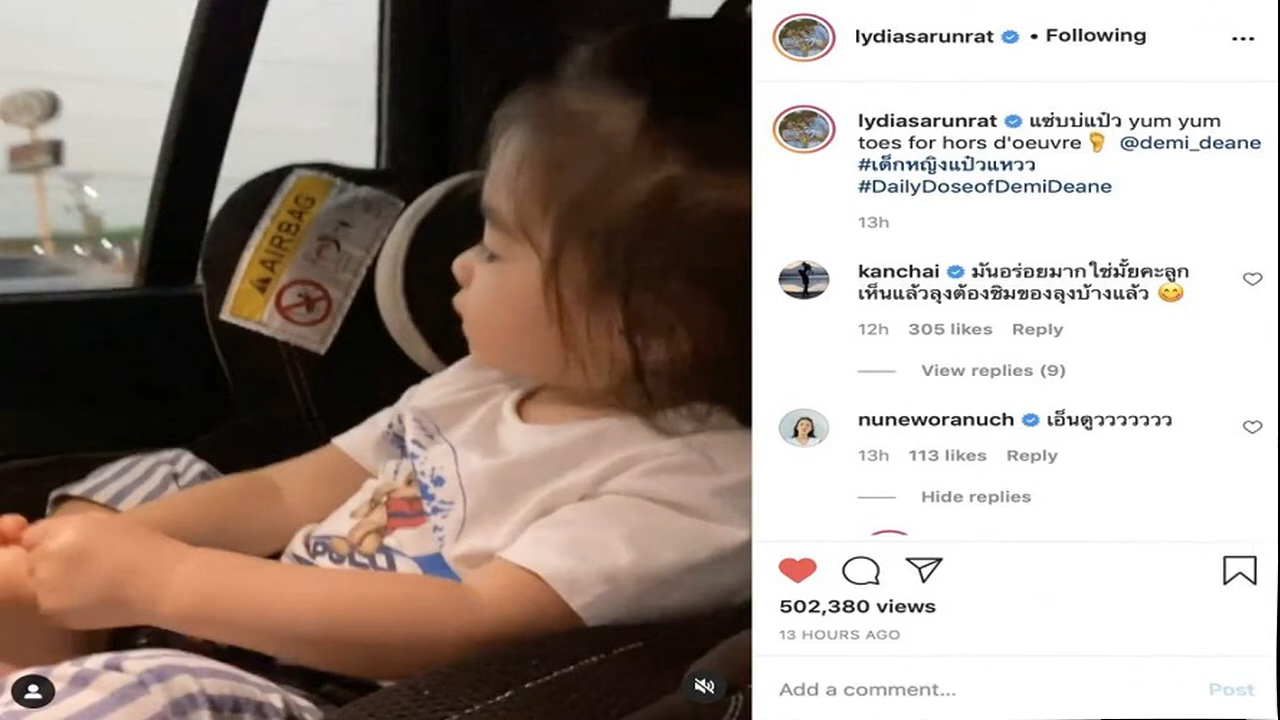 AIRBAG
POLO
lydiasarunrat • Following
lydiasarunrat แซ่บบ่แป๋ว yum yum
toes for hors d'oeuvre🦶 @demi_deane
#เด็กหญิงแป๋วแหวว
#DailyDoseofDemiDeane
13h
kanchai มันอร่อยมากใช่มั้ยคะลูก
เห็นแล้วลุงต้องชิมของลุงบ้างแล้ว 😋
12h 305 likes Reply
View replies (9)
nuneworanuch เอ็นดูววววววว
13h 113 likes Reply
Hide replies
502,380 views
13 HOURS AGO
Add a comment... Post